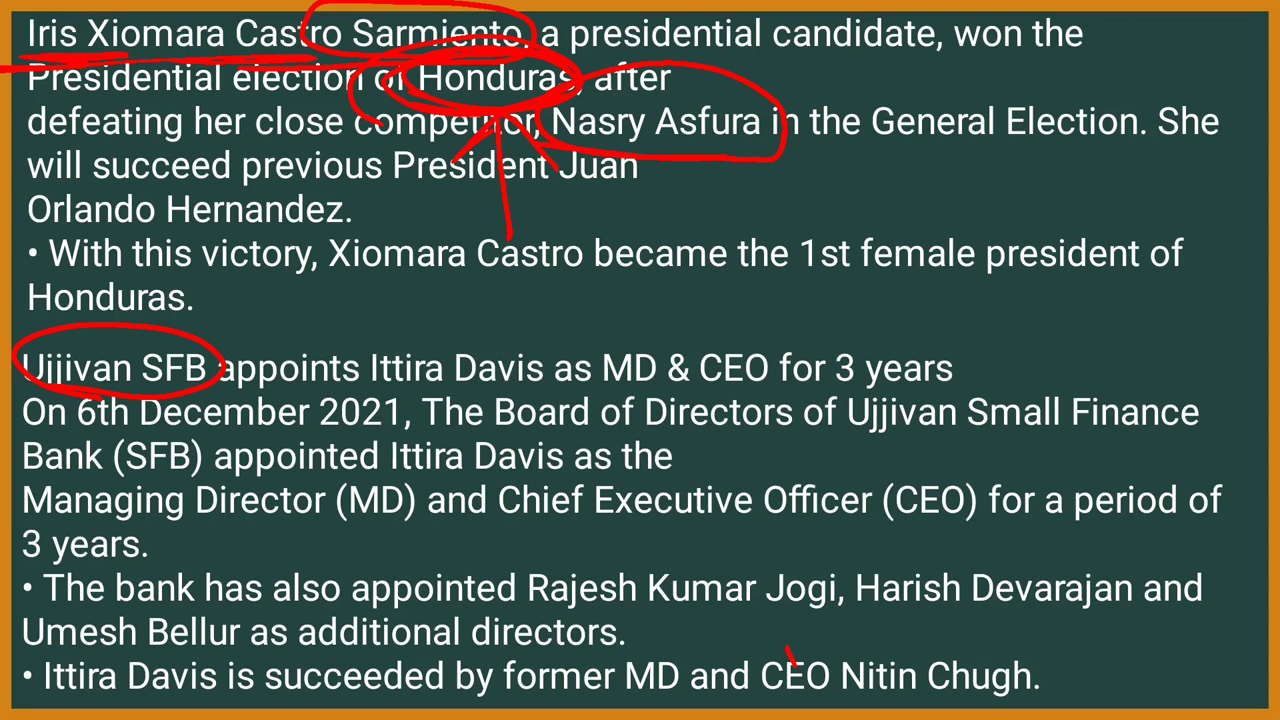 Iris Xiomara Castro Sarmiento, a presidential candidate, won the
Presidential election of Honduras, after
defeating her close competitor, Nasry Asfura in the General Election. She
will succeed previous President Juan
Orlando Hernandez.
• With this victory, Xiomara Castro became the 1st female president of
Honduras.
Ujjivan SFB appoints Ittira Davis as MD & CEO for 3 years
On 6th December 2021, The Board of Directors of Ujjivan Small Finance
Bank (SFB) appointed Ittira Davis as the
Managing Director (MD) and Chief Executive Officer (CEO) for a period of
3 years.
• The bank has also appointed Rajesh Kumar Jogi, Harish Devarajan and
Umesh Bellur as additional directors.
• Ittira Davis is succeeded by former MD and CEO Nitin Chugh.